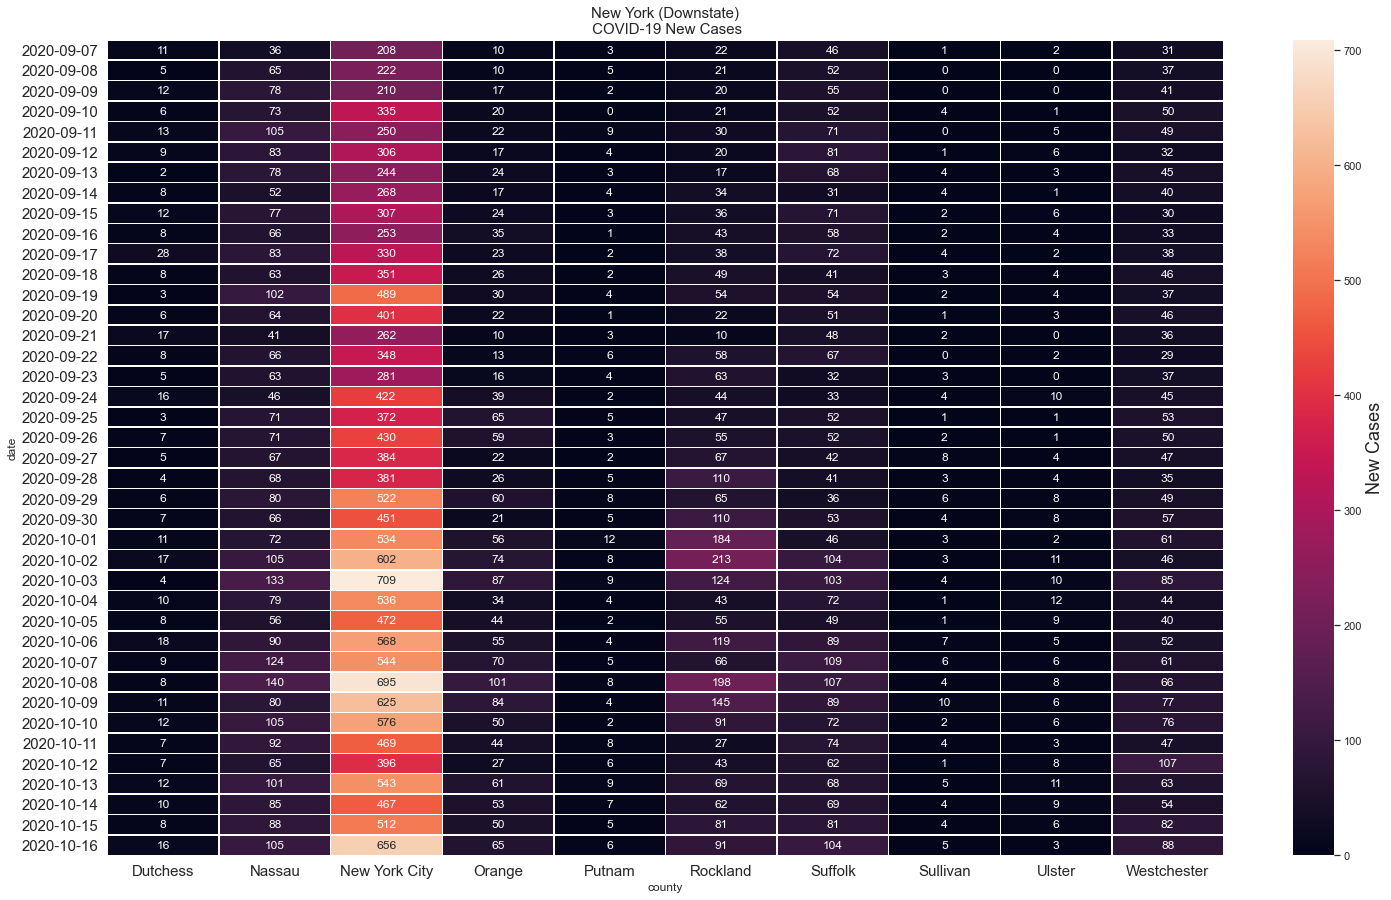 New York (Downstate)
COVID-19 New Cases
2020-09-07 11 36 208 10 3 22 46 1 2 31
2020-09-08 5 65 222 10 5 21 52 0 0 37
2020-09-09 12 78 210 17 2 20 55 0 0 41
2020-09-10 6 73 335 20 0 21 52 4 1 50
2020-09-11 13 105 250 22 9 30 71 0 5 49
2020-09-12 9 83 306 17 4 20 81 1 6 32
2020-09-13 2 78 244 24 3 17 68 4 3 45
2020-09-14 8 52 268 17 4 34 31 4 1 40
2020-09-15 12 77 307 24 3 36 71 2 6 30
2020-09-16 8 66 253 35 1 43 58 2 4 33
2020-09-17 28 83 330 23 2 38 72 4 2 38
2020-09-18 8 63 351 26 2 49 41 3 4 46
2020-09-19 3 102 489 30 4 54 54 2 4 37
2020-09-20 6 64 401 22 1 22 51 1 3 46
2020-09-21 17 41 262 10 3 10 48 2 0 36
2020-09-22 8 66 348 13 6 58 67 0 2 29
2020-09-23 5 63 281 16 4 63 32 3 0 37
2020-09-24 16 46 422 39 2 44 33 4 10 45
2020-09-25 3 71 372 65 5 47 52 1 1 53
2020-09-26 7 71 430 59 3 55 52 2 1 50
2020-09-27 5 67 384 22 2 67 42 8 4 47
2020-09-28 4 68 381 26 5 110 41 3 4 35
2020-09-29 6 80 522 60 8 65 36 6 8 49
2020-09-30 7 66 451 21 5 110 53 4 8 57
2020-10-01 11 72 534 56 12 184 46 3 2 61
2020-10-02 17 105 602 74 8 213 104 3 11 46
2020-10-03 4 133 709 87 9 124 103 4 10 85
2020-10-04 10 79 536 34 4 43 72 1 12 44
2020-10-05 8 56 472 44 2 55 49 1 9 40
2020-10-06 18 90 568 55 4 119 89 7 5 52
2020-10-07 9 124 544 70 5 66 109 6 6 61
2020-10-08 8 140 695 101 8 198 107 4 8 66
2020-10-09 11 80 625 84 4 145 89 10 6 77
2020-10-10 12 105 576 50 2 91 72 2 6 76
2020-10-11 7 92 469 44 8 27 74 4 3 47
2020-10-12 7 65 396 27 6 43 62 1 8 107
2020-10-13 12 101 543 61 9 69 68 5 11 63
2020-10-14 10 85 467 53 7 62 69 4 9 54
2020-10-15 8 88 512 50 5 81 81 4 6 82
2020-10-16 16 105 656 65 6 91 104 5 3 88
Dutchess Nassau New York City Orange Putnam Rockland Suffolk Sullivan Ulster Westchester
county
date
700
600
500
400
300
200
100
0
New Cases